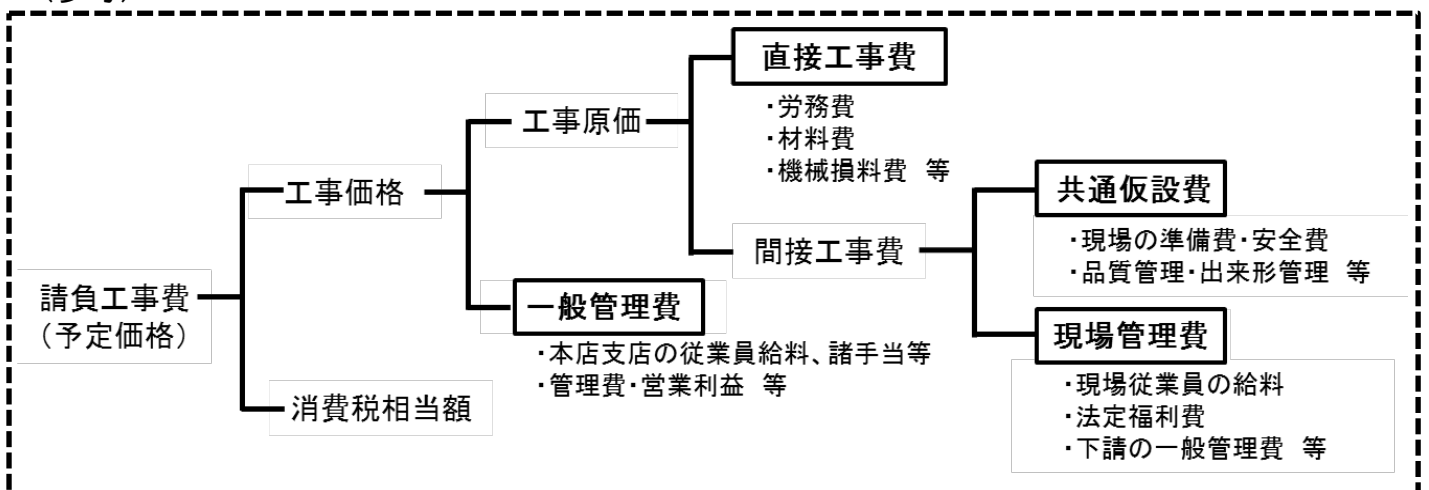 直接工事費
・労務費
・材料費
・機械損料費 等
工事原価
工事価格
共通仮設費
・現場の準備費・安全費
・品質管理・出来形管理 等
間接工事費
請負工事費
(予定価格)
一般管理費
・本店支店の従業員給料、諸手当等
・管理費・営業利益 等
現場管理費
・現場従業員の給料
・法定福利費
・下請の一般管理費 等
消費税相当額